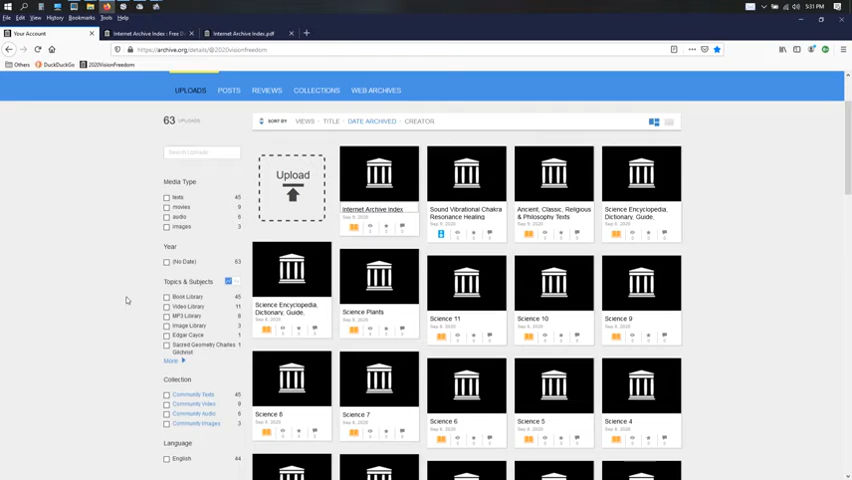 File Edit View History Bookmarks Tools Help
5:31 PM
Your Account
Internet Archive Index : Free D
Internet Archive Index.pdf
https://archive.org/details/@2020visionfreedom
Others DuckDuckGo 2020VisionFreedom
UPLOADS POSTS REVIEWS COLLECTIONS WEB ARCHIVES
63 UPLOADS
SORT BY VIEWS · TITLE · DATE ARCHIVED · CREATOR
Search Uploads
Media Type
texts 45
movies 9
audio 6
images 3
Year
(No Date) 63
Topics & Subjects
Book Library 45
Video Library 11
MP3 Library 8
Image Library 3
Edgar Cayce 1
Sacred Geometry Charles 1
Gilchrist
More
Collection
Community Texts 45
Community Video 9
Community Audio 6
Community Images 3
Language
English 44
Upload
Internet Archive Index
Sep 9, 2020
Sound Vibrational Chakra
Resonance Healing
Sep 9, 2020
Ancient, Classic, Religious
& Philosophy Texts
Science Encyclopedia,
Dictionary, Guide,
Science Encyclopedia,
Dictionary, Guide,
Science Plants
Science 11
Science 10
Science 9
Science 8
Science 7
Science 6
Science 5
Science 4